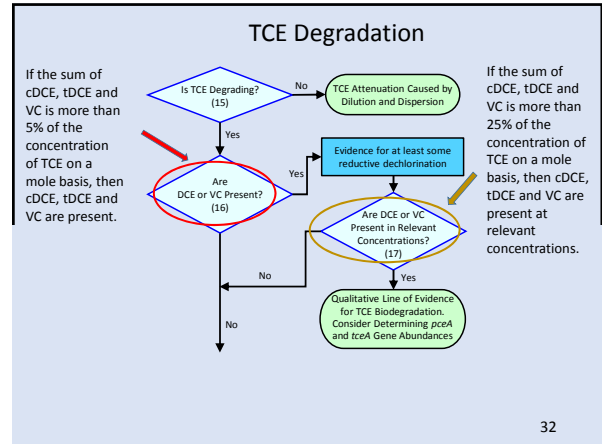 TCE Degradation
If the sum of
cDCE, tDCE and
VC is more than
5% of the
concentration
of TCE on a
mole basis, then
cDCE, tDCE and
VC are present.
Is TCE Degrading?
(15)
No
TCE Attenuation Caused by
Dilution and Dispersion
If the sum of
cDCE, tDCE and
VC is more than
25% of the
concentration of
TCE on a mole
basis, then cDCE,
tDCE and VC are
present at
relevant
concentrations.
Yes
Are
DCE or VC Present?
(16)
Yes
Evidence for at least some
reductive dechlorination
Are DCE or VC
Present in Relevant
Concentrations?
(17)
No
Yes
Qualitative Line of Evidence
for TCE Biodegradation.
Consider Determining pceA
and tceA Gene Abundances
No
32